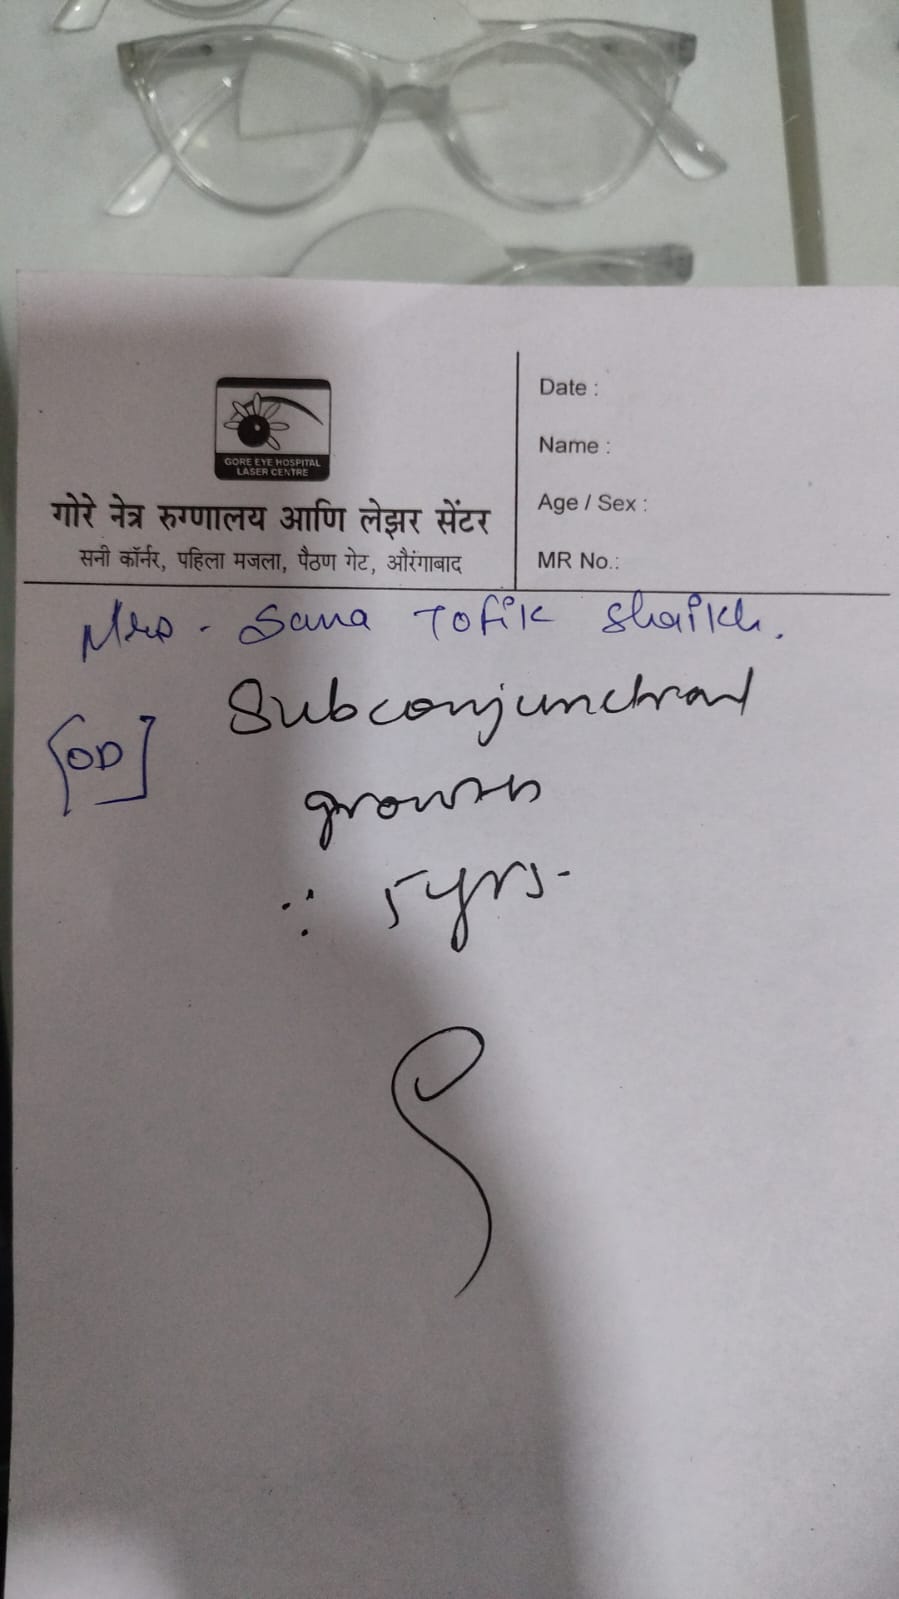 GORE EYE HOSPITAL
LASER CENTRE
गोरे नेत्र रुग्णालय आणि लेझर सेंटर
सनी कॉर्नर, पहिला मजला, पैठण गेट, औरंगाबाद
Date :
Name :
Age / Sex :
MR No.:
Mrs - Sana Tofik Shaikh.
[OD]
Subconjunctival
growth
∴ 5yrs-